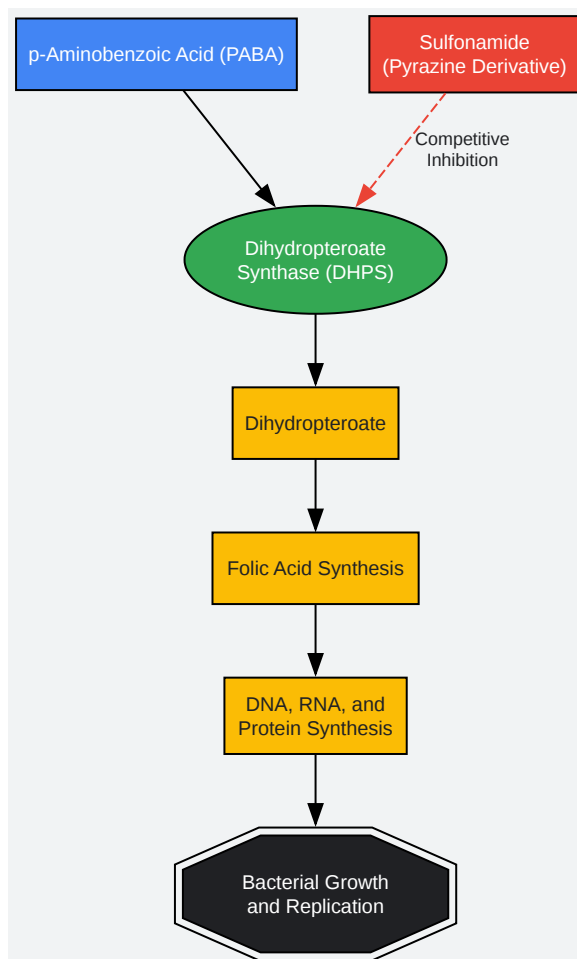 p-Aminobenzoic Acid (PABA)
Sulfonamide
(Pyrazine Derivative)
Competitive
Inhibition
Dihydropteroate
Synthase (DHPS)
Dihydropteroate
Folic Acid Synthesis
DNA, RNA, and
Protein Synthesis
Bacterial Growth
and Replication